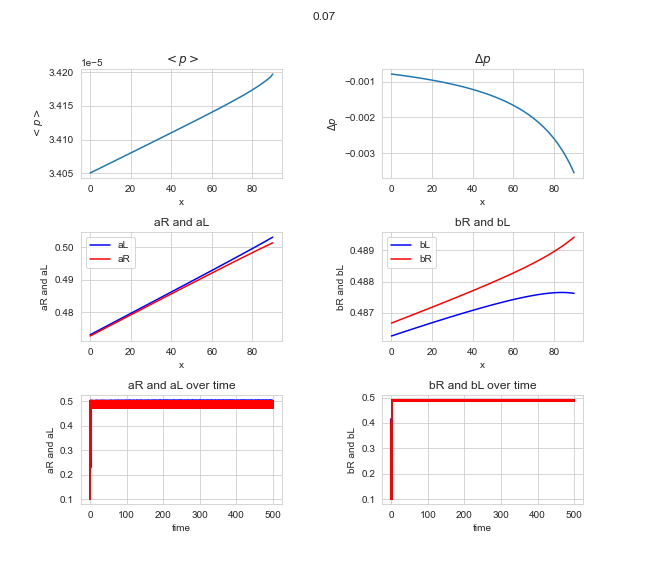 0.07
1e−5
< p >
3.420
3.415
3.410
3.405
< p >
0 20 40 60 80
x
Δp
−0.001
−0.002
−0.003
Δp
0 20 40 60 80
x
aR and aL
aL
aR
0.50
0.49
0.48
aR and aL
0 20 40 60 80
x
bR and bL
bL
bR
0.489
0.488
0.487
bR and bL
0 20 40 60 80
x
aR and aL over time
0.5
0.4
0.3
0.2
0.1
aR and aL
0 100 200 300 400 500
time
bR and bL over time
0.5
0.4
0.3
0.2
0.1
bR and bL
0 100 200 300 400 500
time